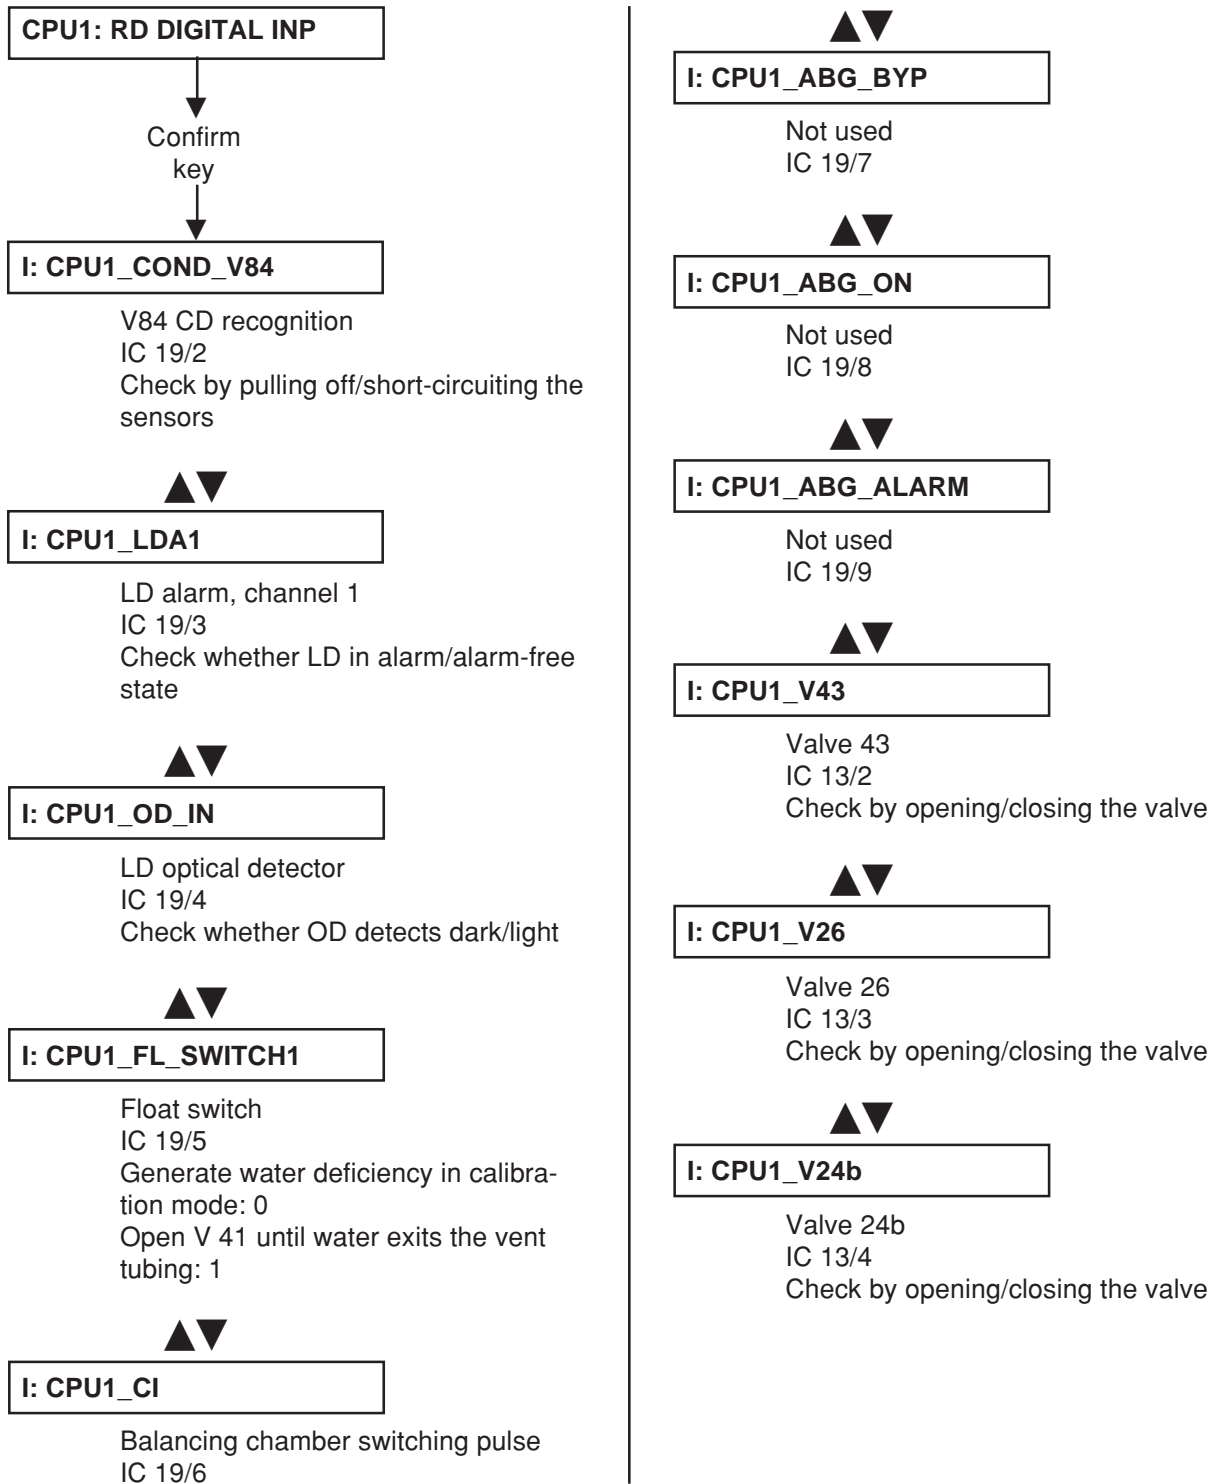 CPU1: RD DIGITAL INP
Confirm
key
I: CPU1_COND_V84
V84 CD recognition
IC 19/2
Check by pulling off/short-circuiting the
sensors
I: CPU1_LDA1
LD alarm, channel 1
IC 19/3
Check whether LD in alarm/alarm-free
state
I: CPU1_OD_IN
LD optical detector
IC 19/4
Check whether OD detects dark/light
I: CPU1_FL_SWITCH1
Float switch
IC 19/5
Generate water deficiency in calibra-
tion mode: 0
Open V 41 until water exits the vent
tubing: 1
I: CPU1_CI
Balancing chamber switching pulse
IC 19/6
I: CPU1_ABG_BYP
Not used
IC 19/7
I: CPU1_ABG_ON
Not used
IC 19/8
I: CPU1_ABG_ALARM
Not used
IC 19/9
I: CPU1_V43
Valve 43
IC 13/2
Check by opening/closing the valve
I: CPU1_V26
Valve 26
IC 13/3
Check by opening/closing the valve
I: CPU1_V24b
Valve 24b
IC 13/4
Check by opening/closing the valve